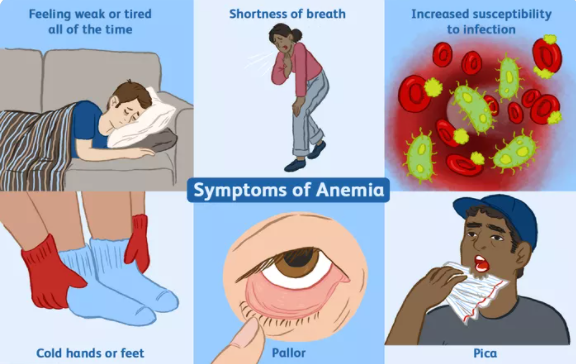 Feeling weak or tired
all of the time
Shortness of breath
Increased susceptibility
to infection
Symptoms of Anemia
Cold hands or feet
Pallor
Pica